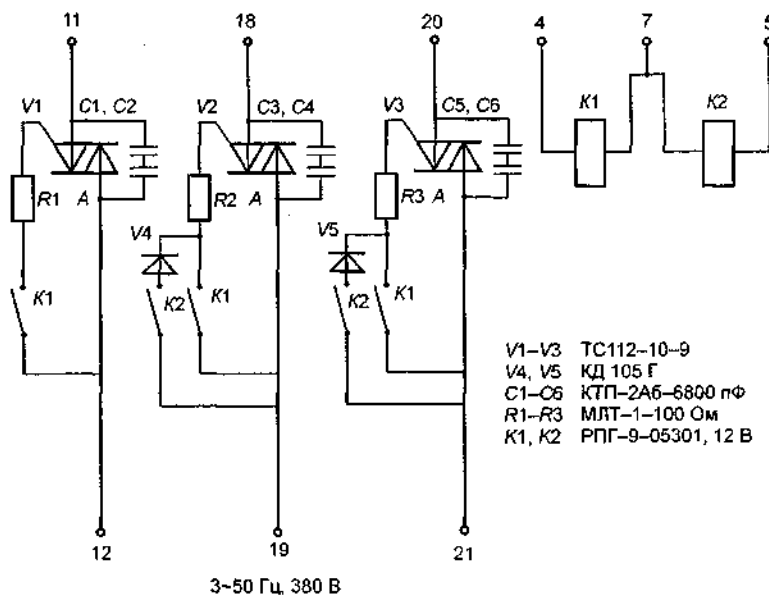 11 18 20 4 7 5
V1 C1, C2 V2 C3, C4 V3 C5, C6 K1 K2
R1 A R2 A R3 A
V4 V5
K1 K2 K1 K2 K1
V1–V3 ТС112–10–9
V4, V5 КД 105 Г
C1–C6 КТП–2Аб–6800 пФ
R1–R3 МЛТ–1–100 Ом
K1, K2 РПГ–9–05301, 12 В
12 19 21
3~50 Гц, 380 В